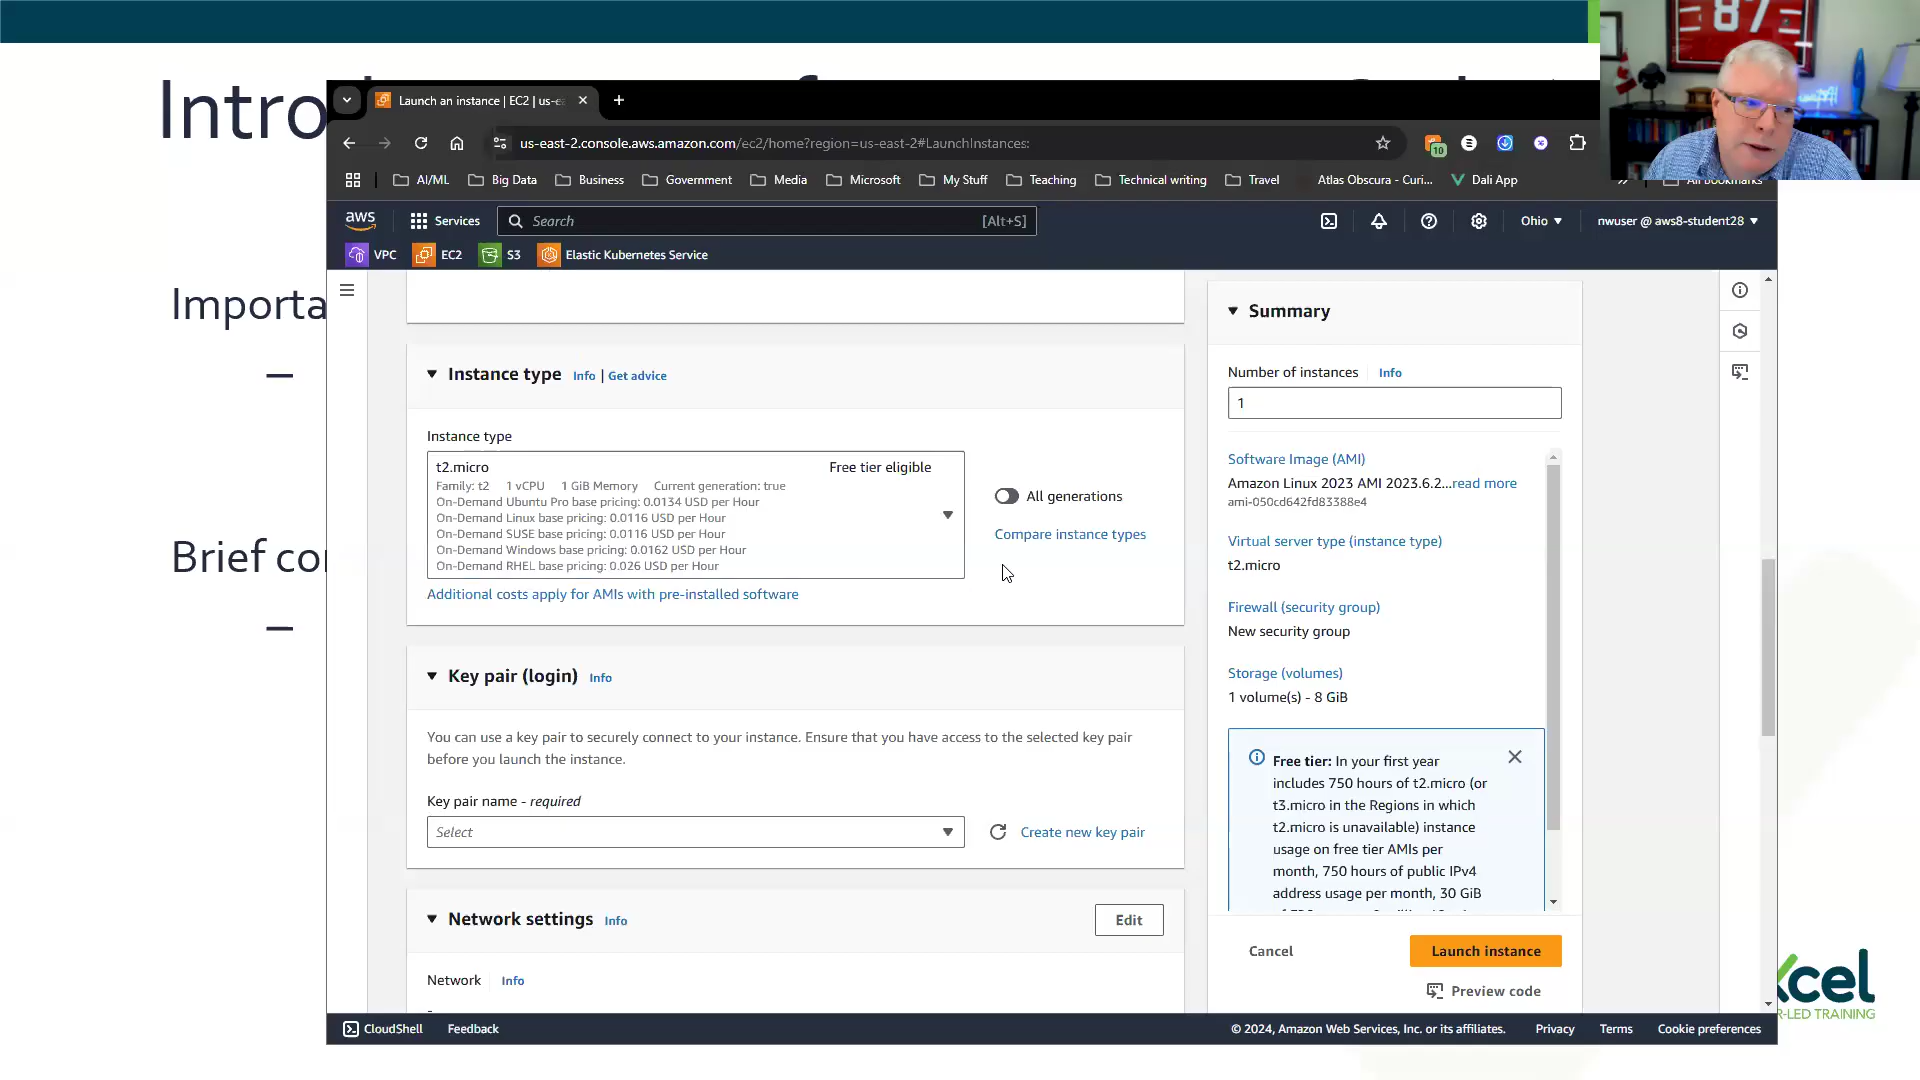 87
Intro
Launch an instance | EC2 | us-e
us-east-2.console.aws.amazon.com/ec2/home?region=us-east-2#LaunchInstances:
10
AI/ML Big Data Business Government Media Microsoft My Stuff Teaching Technical writing Travel Atlas Obscura - Curi... Dali App All Bookmarks
aws Services Search [Alt+S] Ohio nwuser @ aws8-student28
VPC EC2 S3 Elastic Kubernetes Service
Importa
–
Brief co
–
Instance type Info | Get advice
Instance type
t2.micro Free tier eligible
Family: t2 1 vCPU 1 GiB Memory Current generation: true
On-Demand Ubuntu Pro base pricing: 0.0134 USD per Hour
On-Demand Linux base pricing: 0.0116 USD per Hour
On-Demand SUSE base pricing: 0.0116 USD per Hour
On-Demand Windows base pricing: 0.0162 USD per Hour
On-Demand RHEL base pricing: 0.026 USD per Hour
All generations
Compare instance types
Additional costs apply for AMIs with pre-installed software
Key pair (login) Info
You can use a key pair to securely connect to your instance. Ensure that you have access to the selected key pair
before you launch the instance.
Key pair name - required
Select Create new key pair
Network settings Info Edit
Network Info
Summary
Number of instances Info
1
Software Image (AMI)
Amazon Linux 2023 AMI 2023.6.2...read more
ami-050cd642fd83388e4
Virtual server type (instance type)
t2.micro
Firewall (security group)
New security group
Storage (volumes)
1 volume(s) - 8 GiB
Free tier: In your first year
includes 750 hours of t2.micro (or
t3.micro in the Regions in which
t2.micro is unavailable) instance
usage on free tier AMIs per
month, 750 hours of public IPv4
address usage per month, 30 GiB
Cancel Launch instance
Preview code
xcel
R-LED TRAINING
CloudShell Feedback © 2024, Amazon Web Services, Inc. or its affiliates. Privacy Terms Cookie preferences